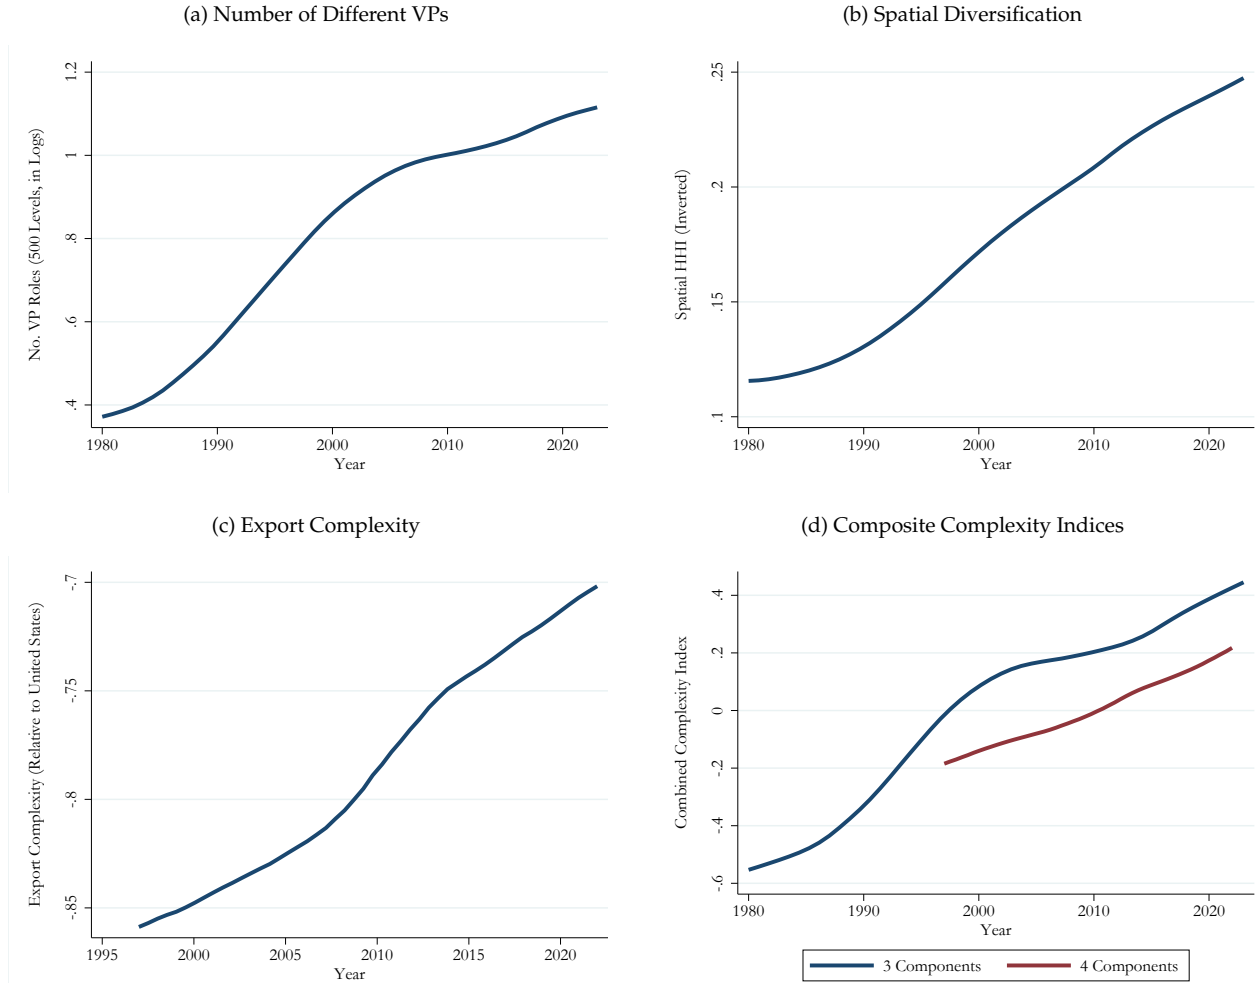 (a) Number of Different VPs
No. VP Roles (500 Levels, in Logs)
1.2
1
.8
.6
.4
1980 1990 2000 2010 2020
Year
(b) Spatial Diversification
Spatial HHI (Inverted)
.25
.2
.15
.1
1980 1990 2000 2010 2020
Year
(c) Export Complexity
Export Complexity (Relative to United States)
-.7
-.75
-.8
-.85
1995 2000 2005 2010 2015 2020
Year
(d) Composite Complexity Indices
Combined Complexity Index
.4
.2
0
-.2
-.4
-.6
1980 1990 2000 2010 2020
Year
3 Components 4 Components